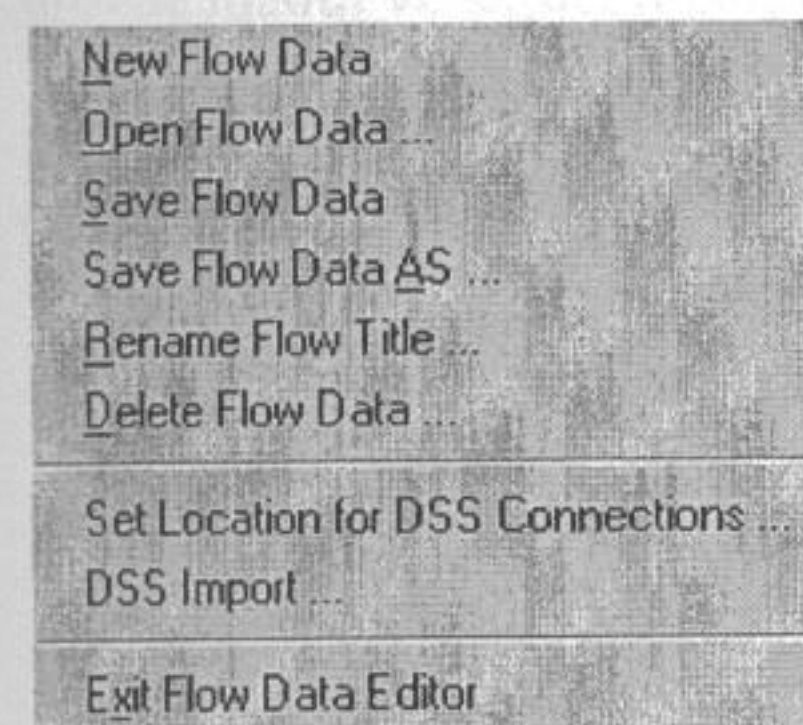 New Flow Data
Open Flow Data ...
Save Flow Data
Save Flow Data AS ...
Rename Flow Title ...
Delete Flow Data ...
Set Location for DSS Connections ...
DSS Import ...
Exit Flow Data Editor